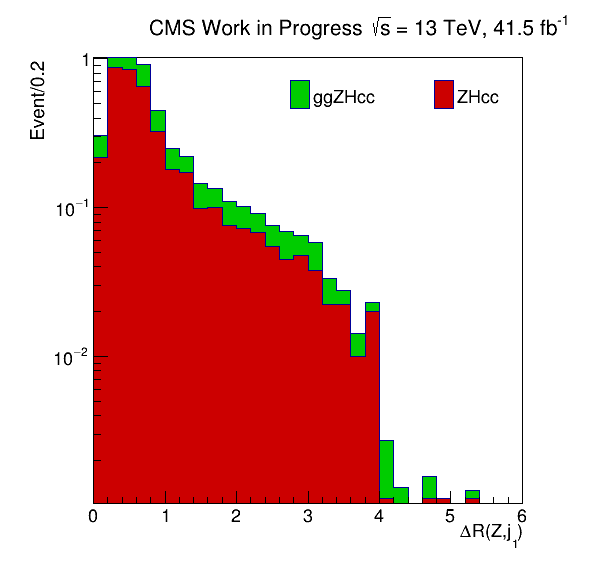 CMS Work in Progress √s = 13 TeV, 41.5 fb⁻¹
Event/0.2
ggZHcc
ZHcc
1
10⁻¹
10⁻²
0 1 2 3 4 5 6
ΔR(Z,j₁)